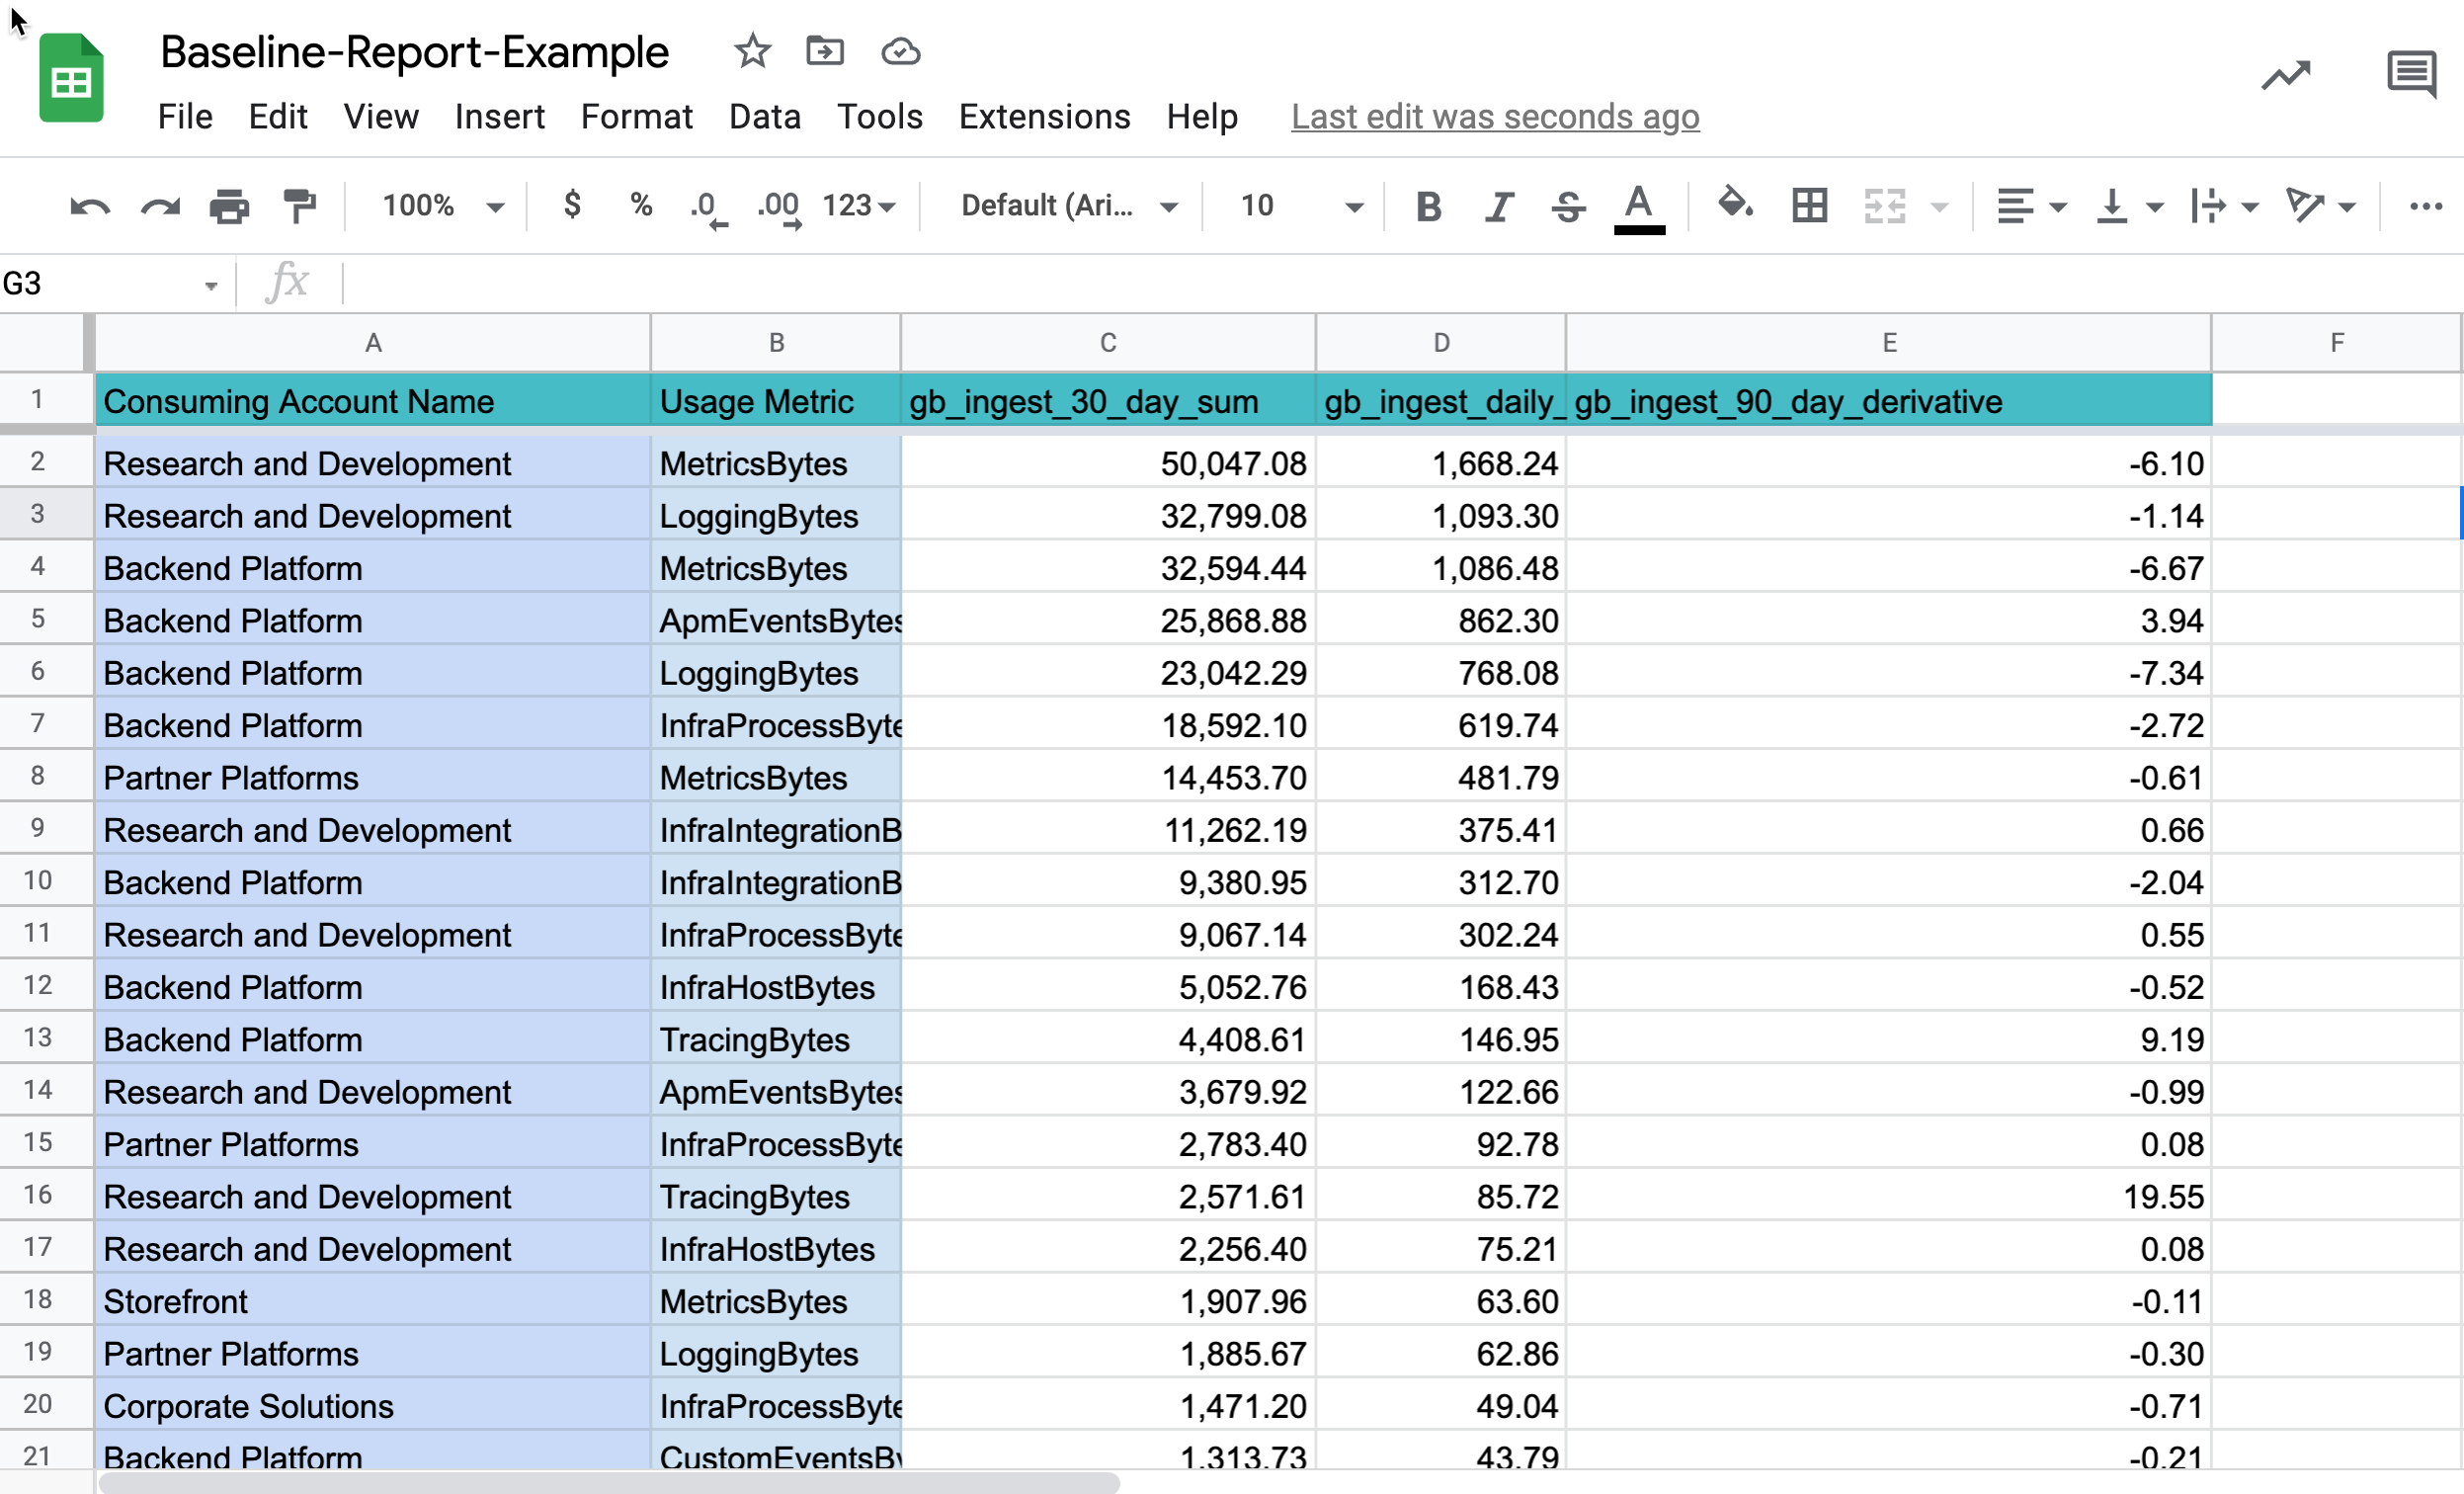 Baseline-Report-Example
File Edit View Insert Format Data Tools Extensions Help Last edit was seconds ago
100% $ % .0 .00 123 Default (Ari... 10 B I S A
G3 fx
A B C D E F
1 Consuming Account Name Usage Metric gb_ingest_30_day_sum gb_ingest_daily_ gb_ingest_90_day_derivative
2 Research and Development MetricsBytes 50,047.08 1,668.24 -6.10
3 Research and Development LoggingBytes 32,799.08 1,093.30 -1.14
4 Backend Platform MetricsBytes 32,594.44 1,086.48 -6.67
5 Backend Platform ApmEventsBytes 25,868.88 862.30 3.94
6 Backend Platform LoggingBytes 23,042.29 768.08 -7.34
7 Backend Platform InfraProcessByte 18,592.10 619.74 -2.72
8 Partner Platforms MetricsBytes 14,453.70 481.79 -0.61
9 Research and Development InfraIntegrationB 11,262.19 375.41 0.66
10 Backend Platform InfraIntegrationB 9,380.95 312.70 -2.04
11 Research and Development InfraProcessByte 9,067.14 302.24 0.55
12 Backend Platform InfraHostBytes 5,052.76 168.43 -0.52
13 Backend Platform TracingBytes 4,408.61 146.95 9.19
14 Research and Development ApmEventsBytes 3,679.92 122.66 -0.99
15 Partner Platforms InfraProcessByte 2,783.40 92.78 0.08
16 Research and Development TracingBytes 2,571.61 85.72 19.55
17 Research and Development InfraHostBytes 2,256.40 75.21 0.08
18 Storefront MetricsBytes 1,907.96 63.60 -0.11
19 Partner Platforms LoggingBytes 1,885.67 62.86 -0.30
20 Corporate Solutions InfraProcessByte 1,471.20 49.04 -0.71
21 Backend Platform CustomEventsBy 1,313.73 43.79 -0.21